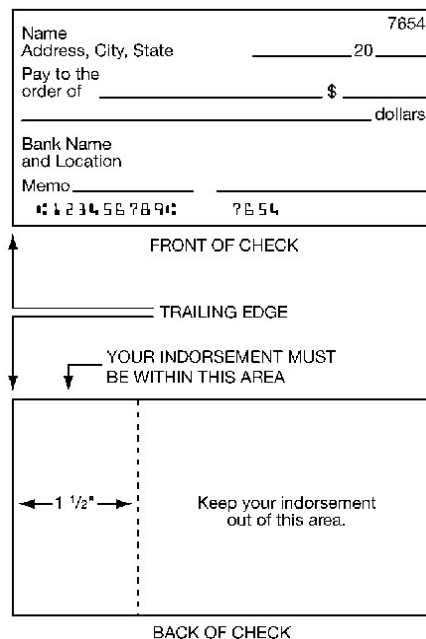 7654
Name
Address, City, State 20
Pay to the
order of $
dollars
Bank Name
and Location
Memo
⑆123456789⑆ 7654
FRONT OF CHECK
TRAILING EDGE
YOUR INDORSEMENT MUST
BE WITHIN THIS AREA
1 1/2"
Keep your indorsement
out of this area.
BACK OF CHECK